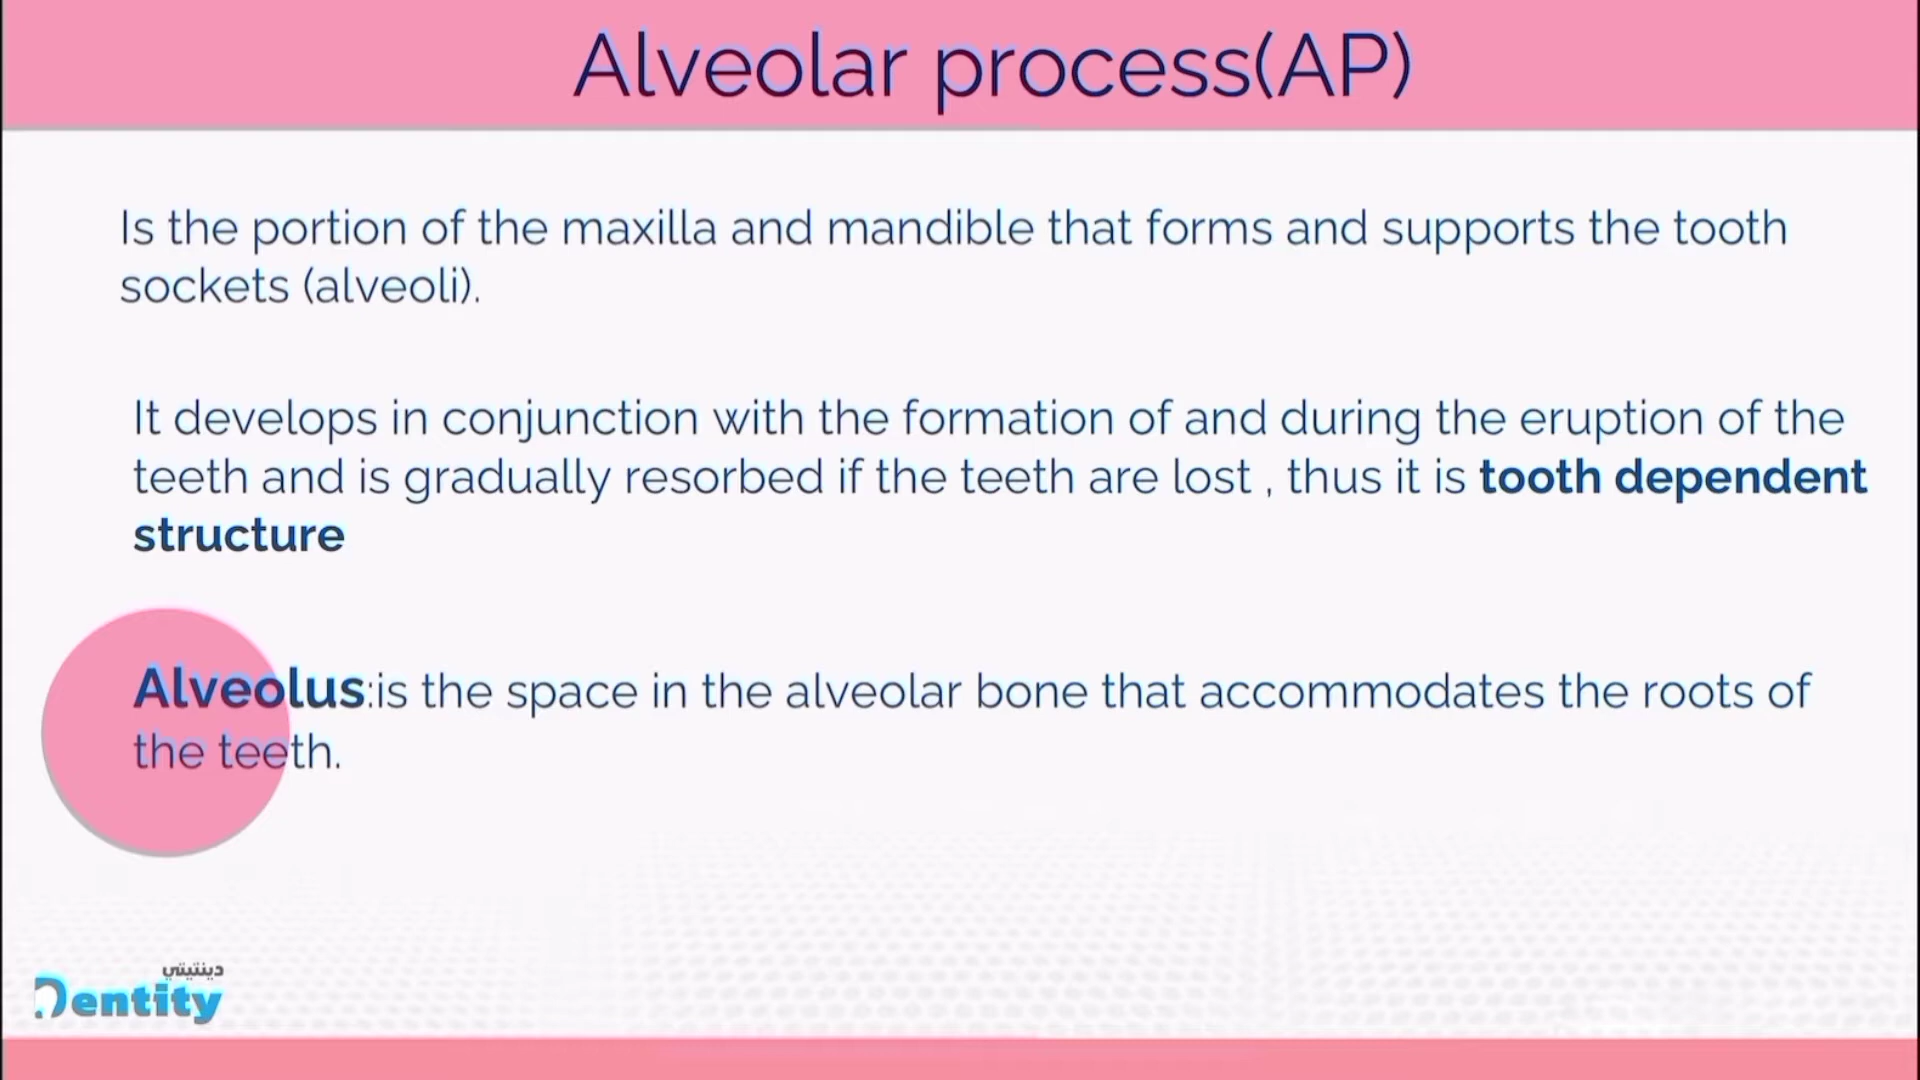 Alveolar process(AP)
Is the portion of the maxilla and mandible that forms and supports the tooth
sockets (alveoli).
It develops in conjunction with the formation of and during the eruption of the
teeth and is gradually resorbed if the teeth are lost , thus it is tooth dependent
structure
Alveolus:is the space in the alveolar bone that accommodates the roots of
the teeth.
دينتيتي
Dentity